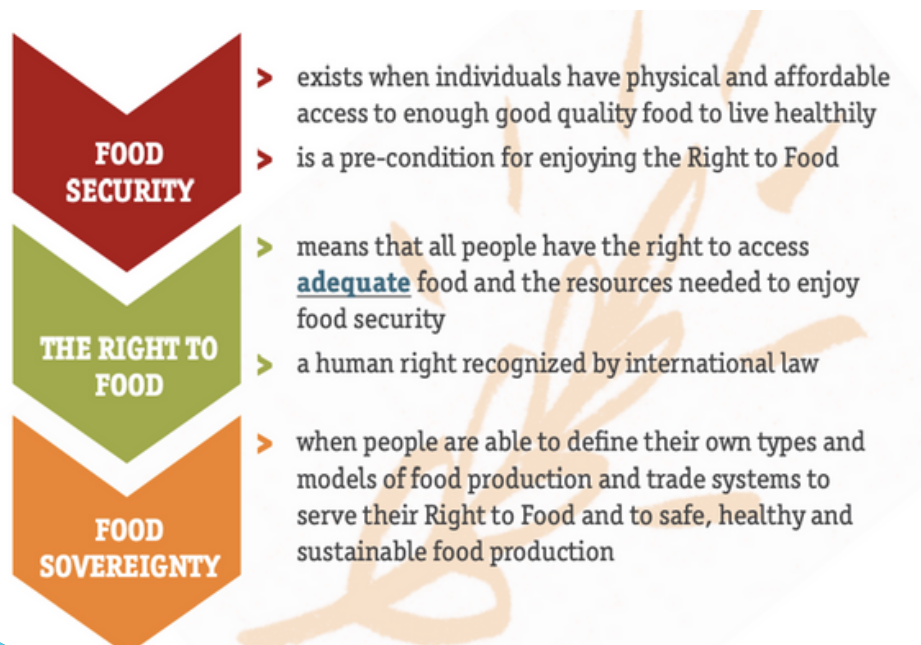 FOOD
SECURITY
> exists when individuals have physical and affordable
access to enough good quality food to live healthily
> is a pre-condition for enjoying the Right to Food
THE RIGHT TO
FOOD
> means that all people have the right to access
adequate food and the resources needed to enjoy
food security
> a human right recognized by international law
FOOD
SOVEREIGNTY
> when people are able to define their own types and
models of food production and trade systems to
serve their Right to Food and to safe, healthy and
sustainable food production